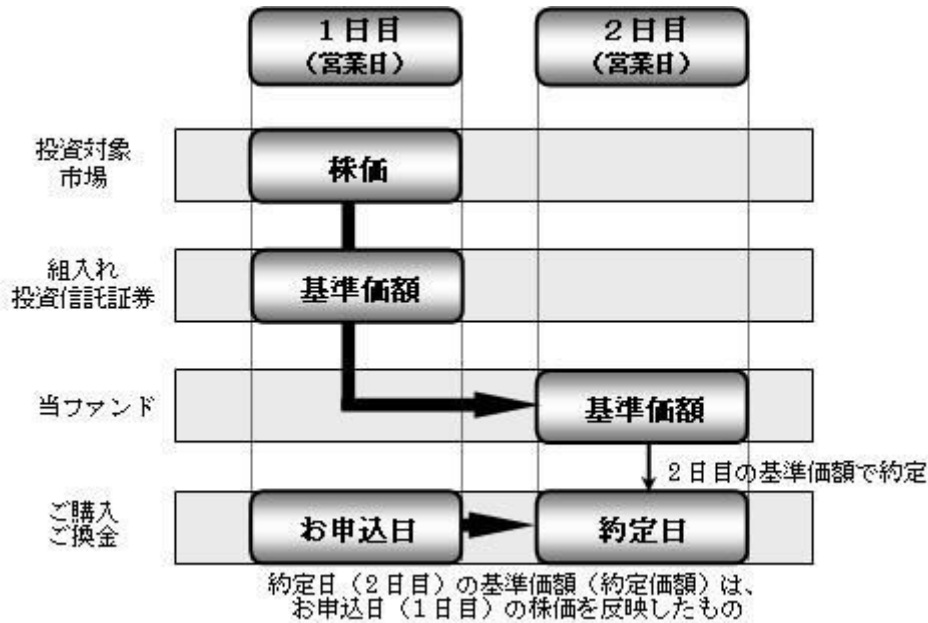 1日目
（営業日）
2日目
（営業日）
投資対象
市場
株価
組入れ
投資信託証券
基準価額
当ファンド
基準価額
2日目の基準価額で約定
ご購入
ご換金
お申込日
約定日
約定日（2日目）の基準価額（約定価額）は、
お申込日（1日目）の株価を反映したもの